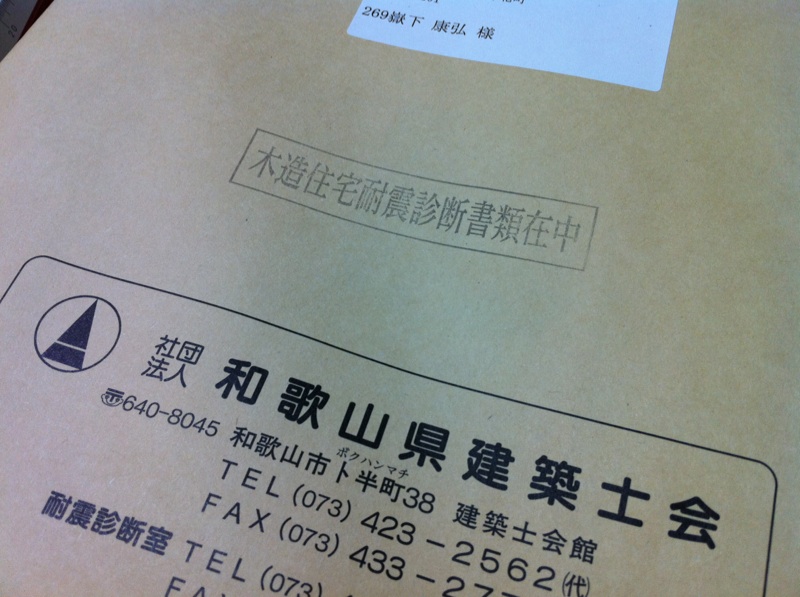 269嶽下 康弘 様
木造住宅耐震診断書類在中
社団法人 和歌山県建築士会
〠640-8045 和歌山市ト半町38 建築士会館
ボクハンマチ
TEL (073) 423-2562 ㈹
FAX (073) 433-27
耐震診断室 TEL (073)
FAX